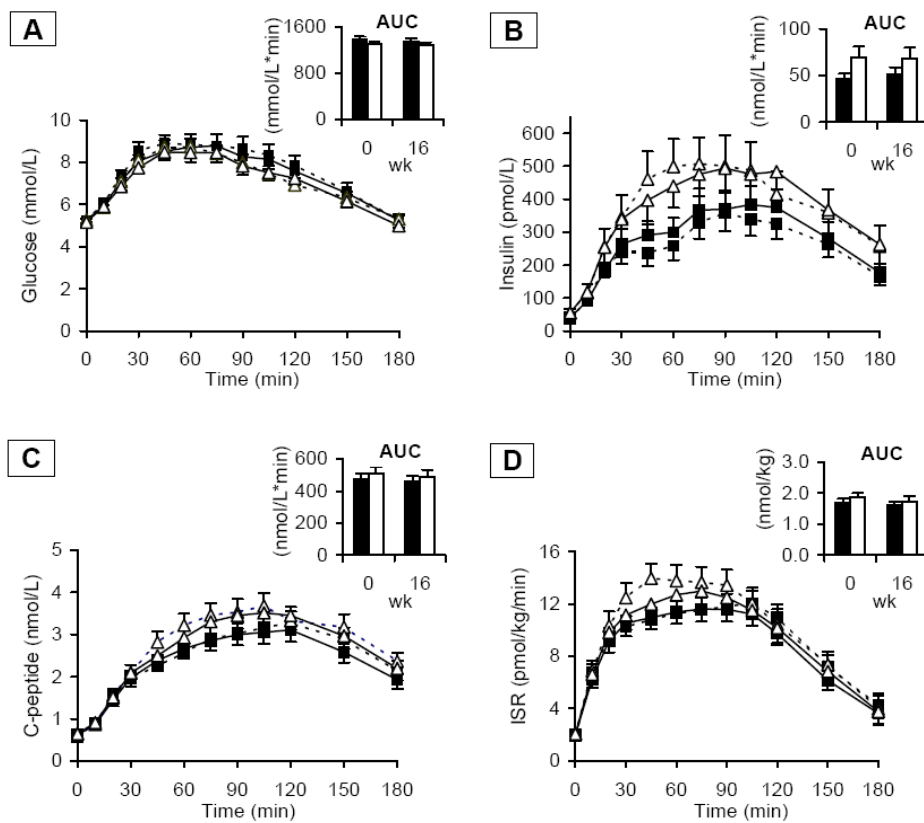 A
AUC
(mmol/L*min)
1600
800
0
0 16
wk
Glucose (mmol/L)
10
8
6
4
2
0
0 30 60 90 120 150 180
Time (min)
B
AUC
(nmol/L*min)
100
50
0
0 16
wk
Insulin (pmol/L)
600
500
400
300
200
100
0
0 30 60 90 120 150 180
Time (min)
C
AUC
(nmol/L*min)
600
400
200
0
0 16
wk
C-peptide (nmol/L)
5
4
3
2
1
0
0 30 60 90 120 150 180
Time (min)
D
AUC
(nmol/kg)
3.0
2.0
1.0
0.0
0 16
wk
ISR (pmol/kg/min)
16
12
8
4
0
0 30 60 90 120 150 180
Time (min)